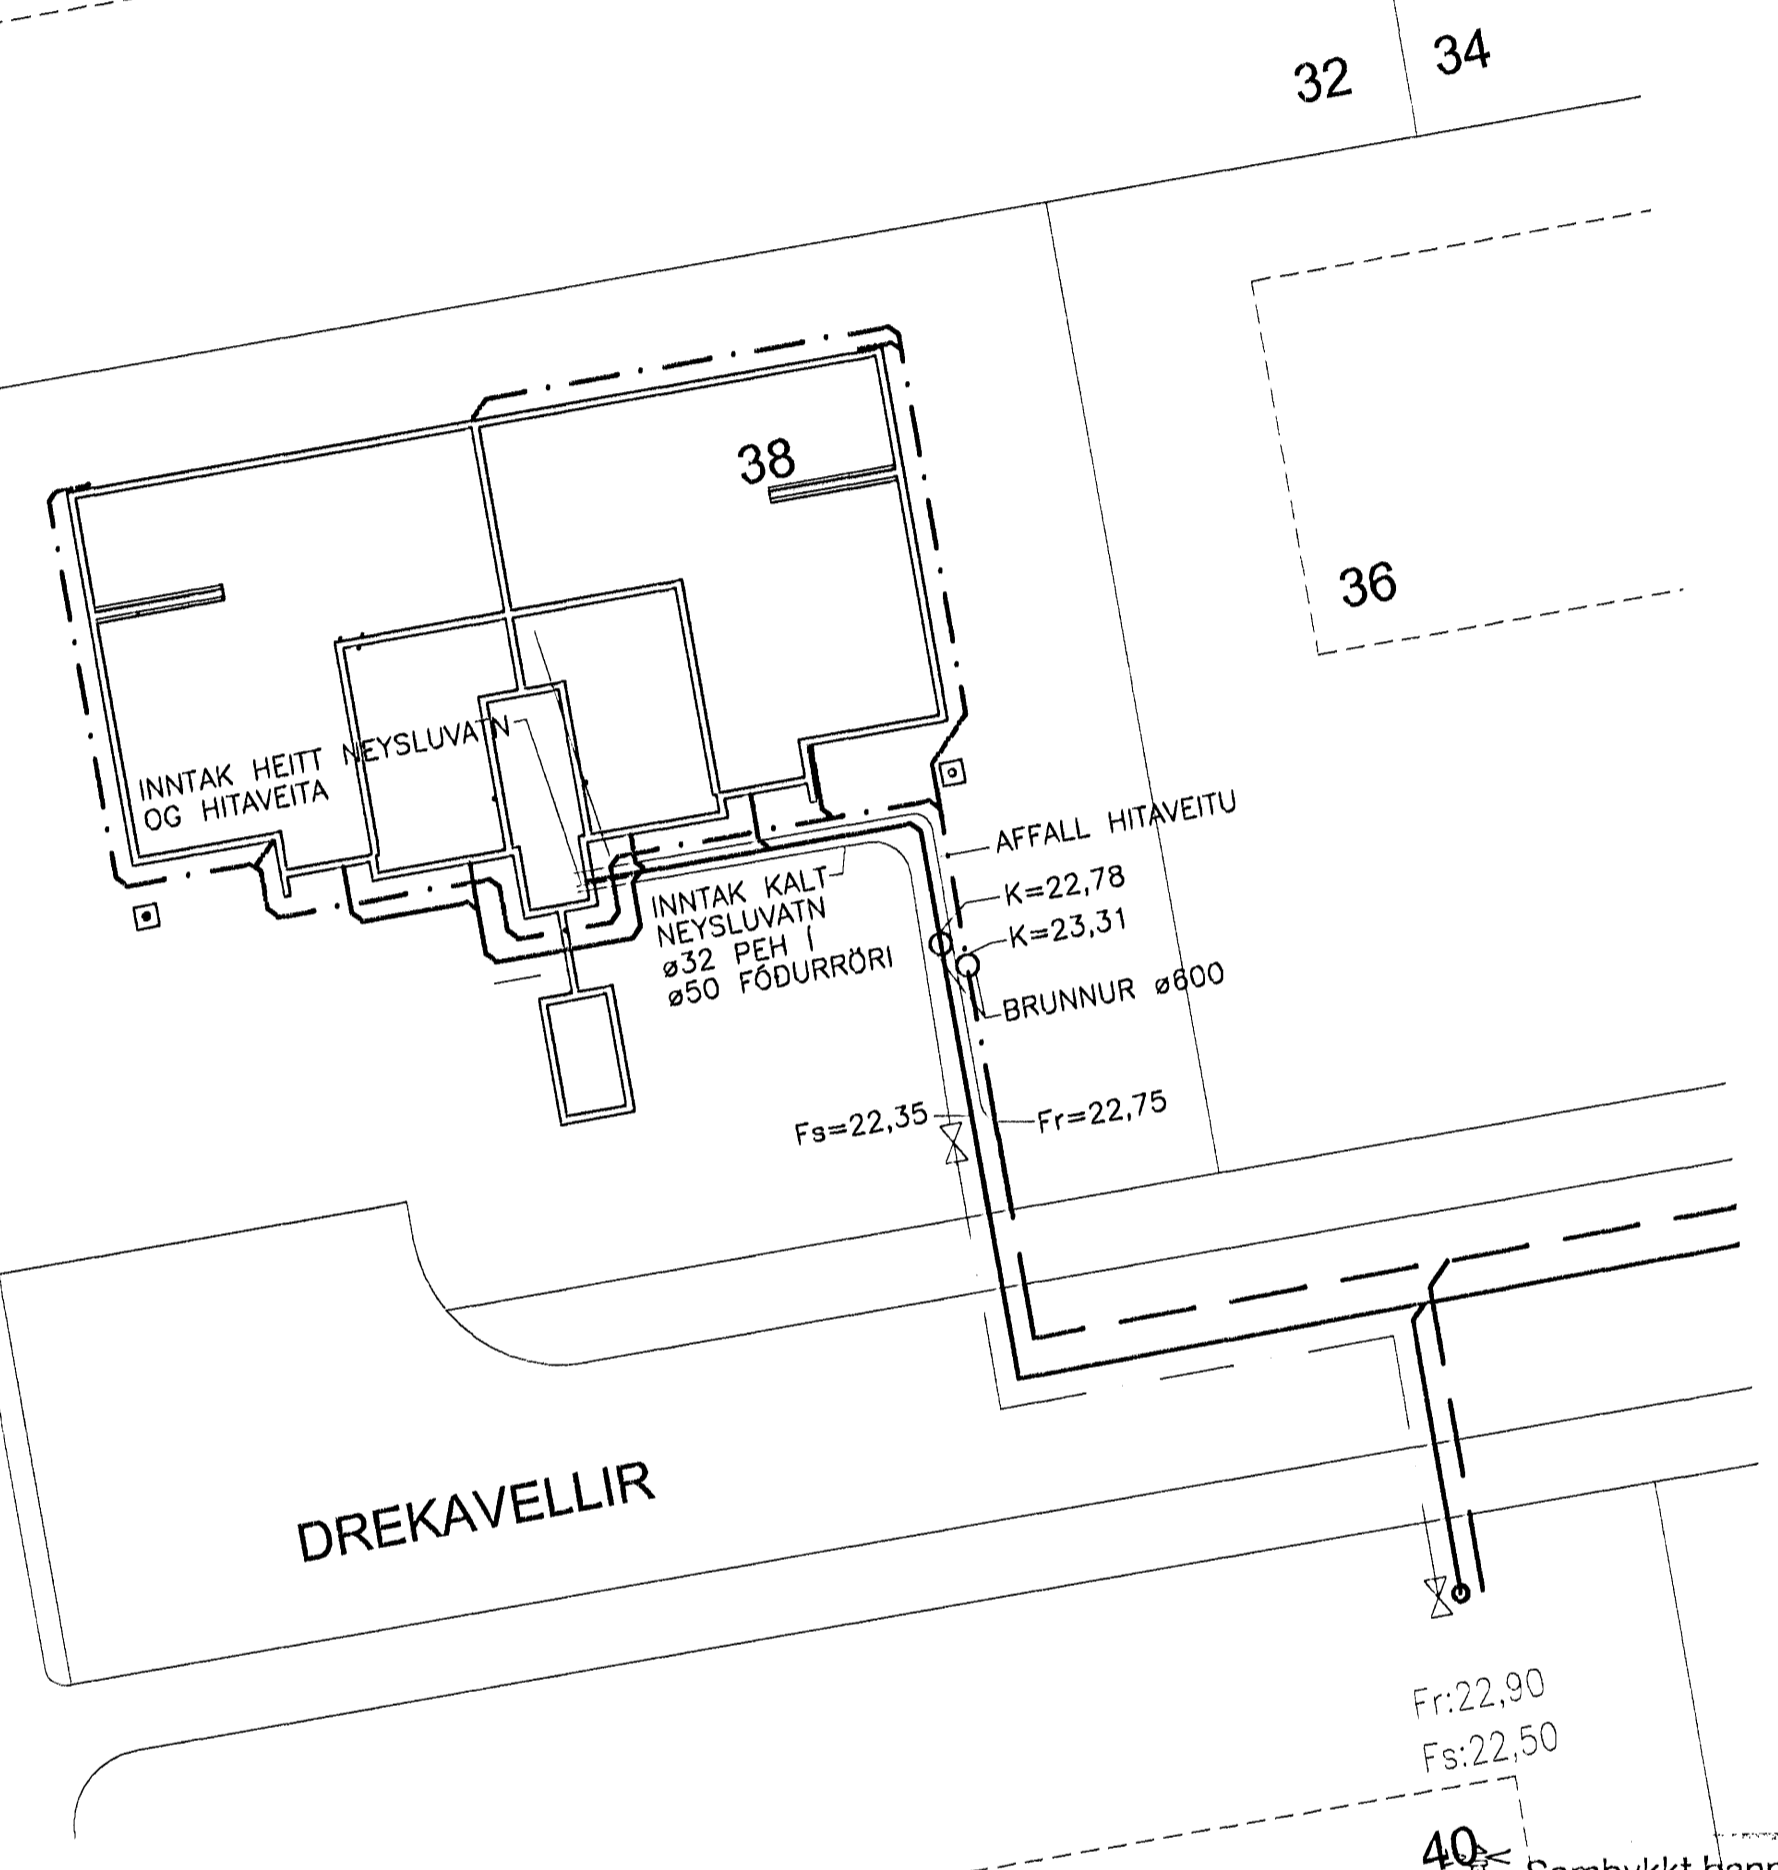 32
34
38
36
INNTAK HEITT NEYSLUVATN
OG HITAVEITA
AFFALL HITAVEITU
K=22,78
K=23,31
BRUNNUR ø600
INNTAK KALT
NEYSLUVATN
ø32 PEH Í
ø50 FÓÐURRÖRI
Fs=22,35
Fr=22,75
DREKAVELLIR
Fr:22,90
Fs:22,50
40